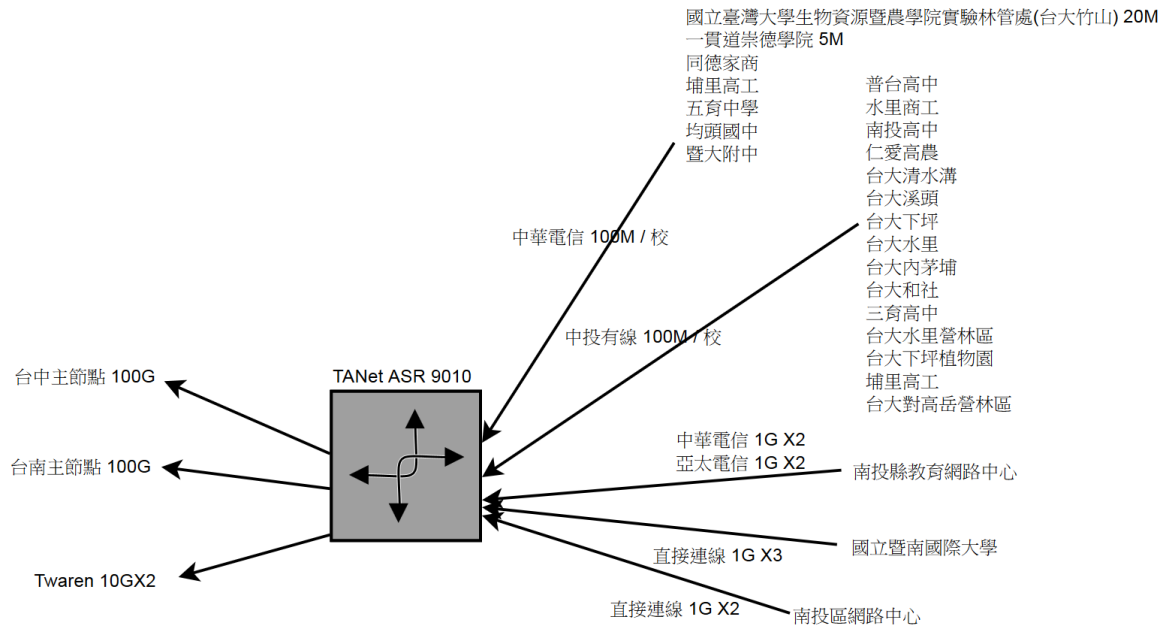 國立臺灣大學生物資源暨農學院實驗林管處(台大竹山) 20M
一貫道崇德學院 5M
同德家商
埔里高工
五育中學
均頭國中
暨大附中
普台高中
水里商工
南投高中
仁愛高農
台大清水溝
台大溪頭
台大下坪
台大水里
台大內茅埔
台大和社
三育高中
台大水里營林區
台大下坪植物園
埔里高工
台大對高岳營林區
中華電信 100M / 校
中投有線 100M / 校
TANet ASR 9010
台中主節點 100G
台南主節點 100G
Twaren 10GX2
中華電信 1G X2
亞太電信 1G X2
南投縣教育網路中心
國立暨南國際大學
直接連線 1G X3
直接連線 1G X2
南投區網路中心